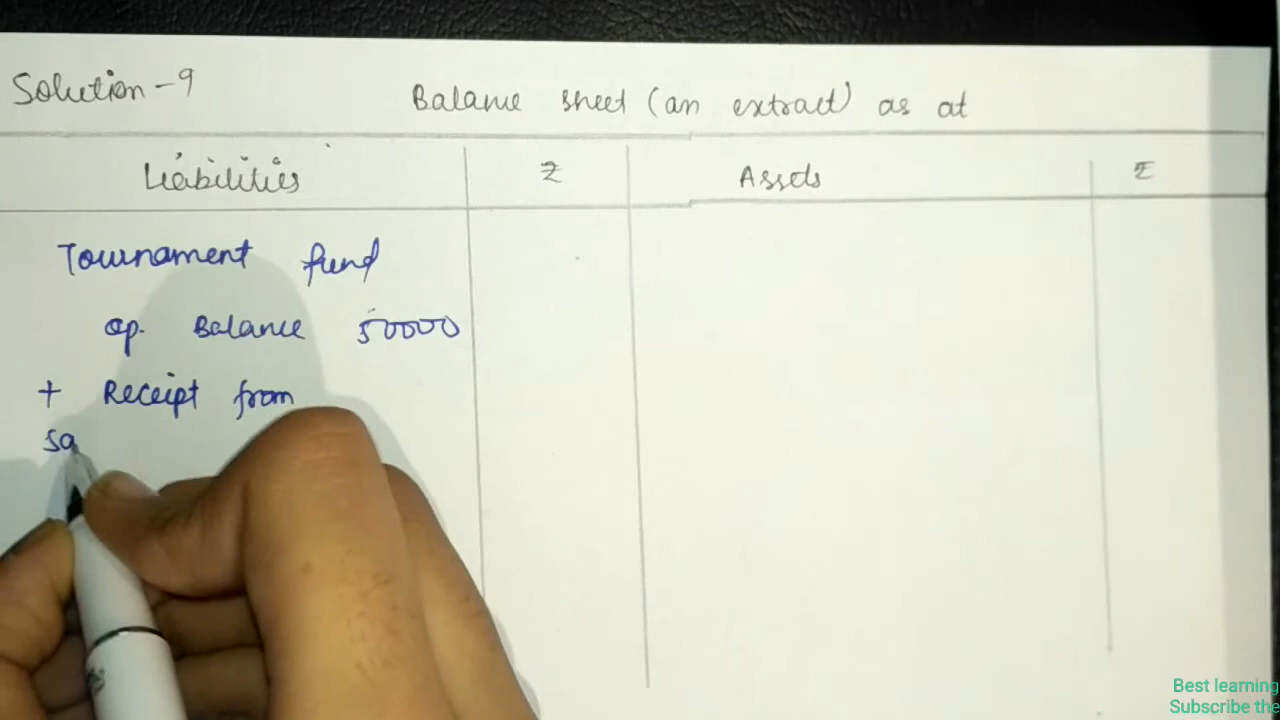 Solution-9
Balance sheet (an extract) as at
Liabilities ₹ Assets ₹
Tournament fund
op. Balance 50000
+ Receipt from
sa
Best learning
Subscribe the